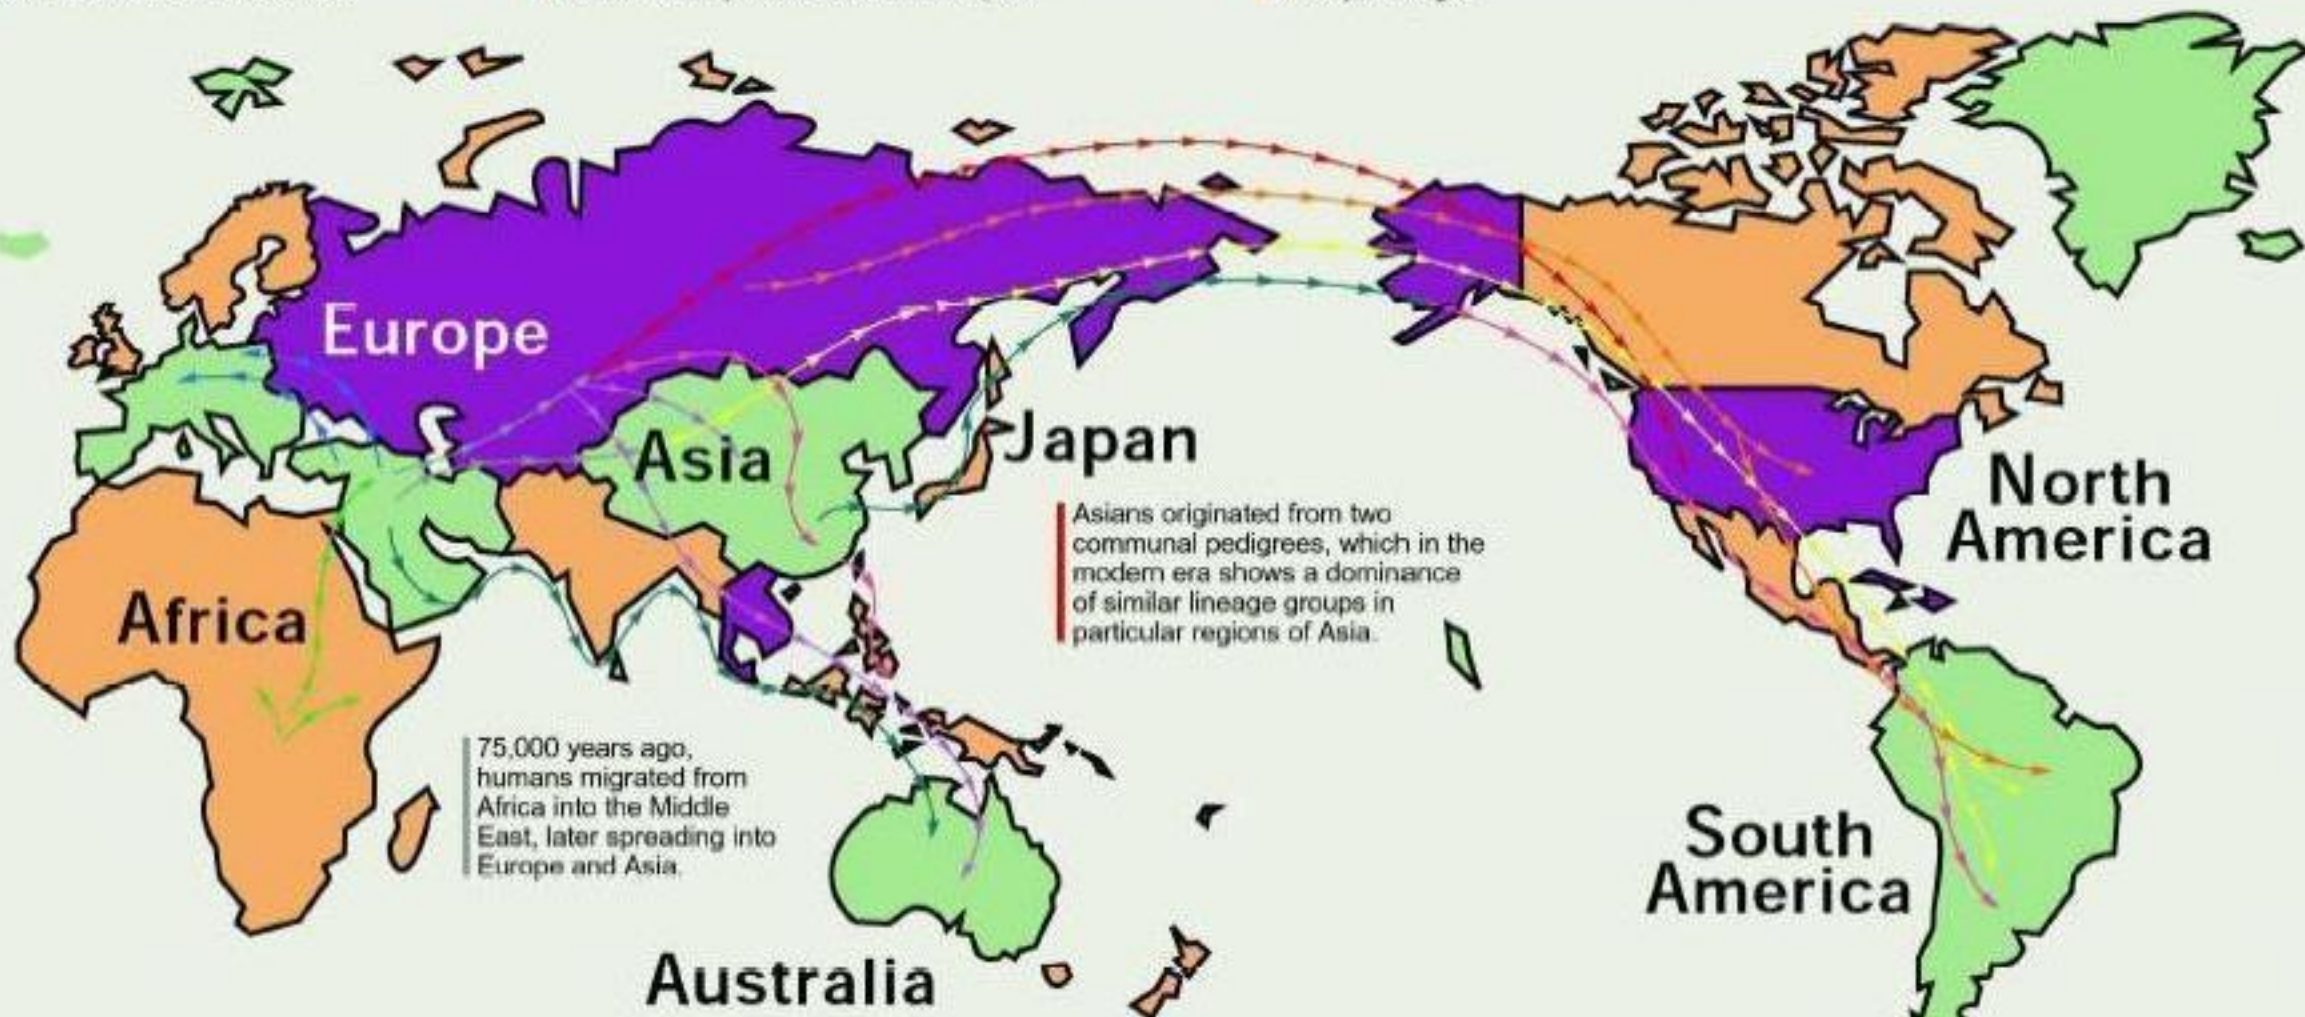 Europe
Asia
Japan
Africa
North
America
Asians originated from two
communal pedigrees, which in the
modern era shows a dominance
of similar lineage groups in
particular regions of Asia.
75,000 years ago,
humans migrated from
Africa into the Middle
East, later spreading into
Europe and Asia.
South
America
Australia